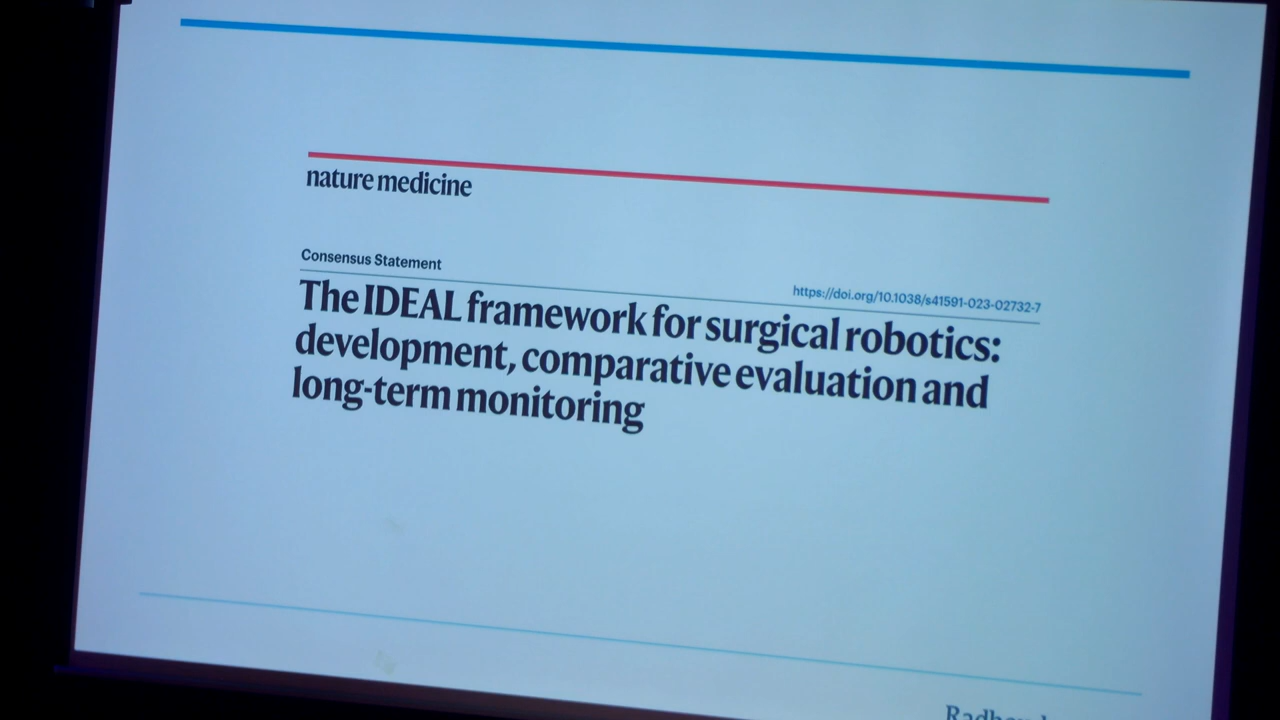 nature medicine
Consensus Statement
https://doi.org/10.1038/s41591-023-02732-7
The IDEAL framework for surgical robotics:
development, comparative evaluation and
long-term monitoring